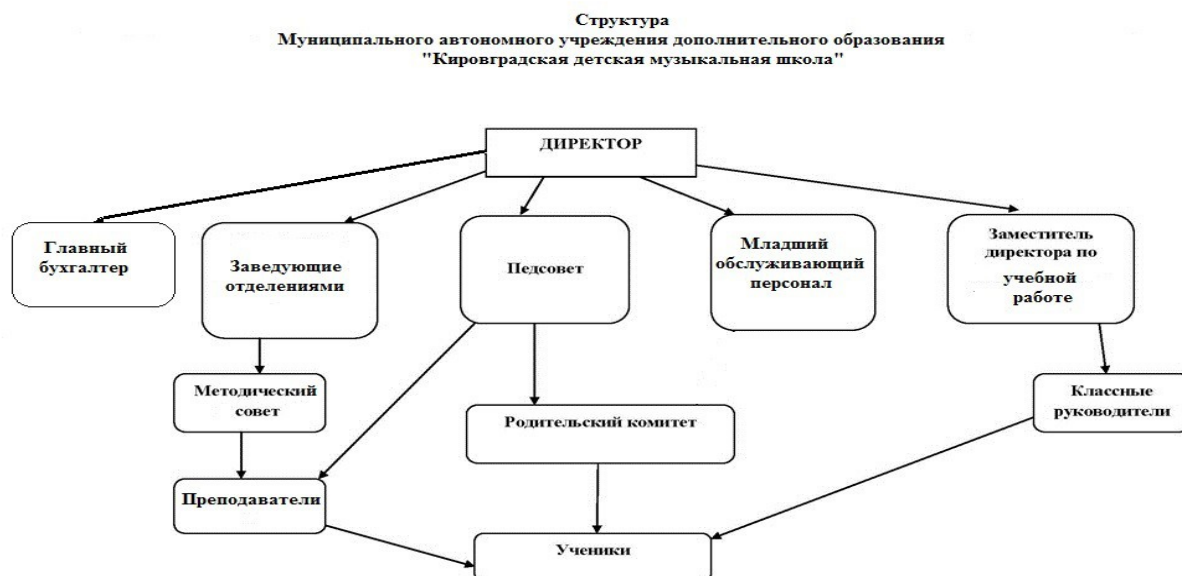 Структура
Муниципального автономного учреждения дополнительного образования
"Кировградская детская музыкальная школа"
ДИРЕКТОР
Главный
бухгалтер
Заведующие
отделениями
Педсовет
Младший
обслуживающий
персонал
Заместитель
директора по
учебной
работе
Методический
совет
Родительский комитет
Классные
руководители
Преподаватели
Ученики